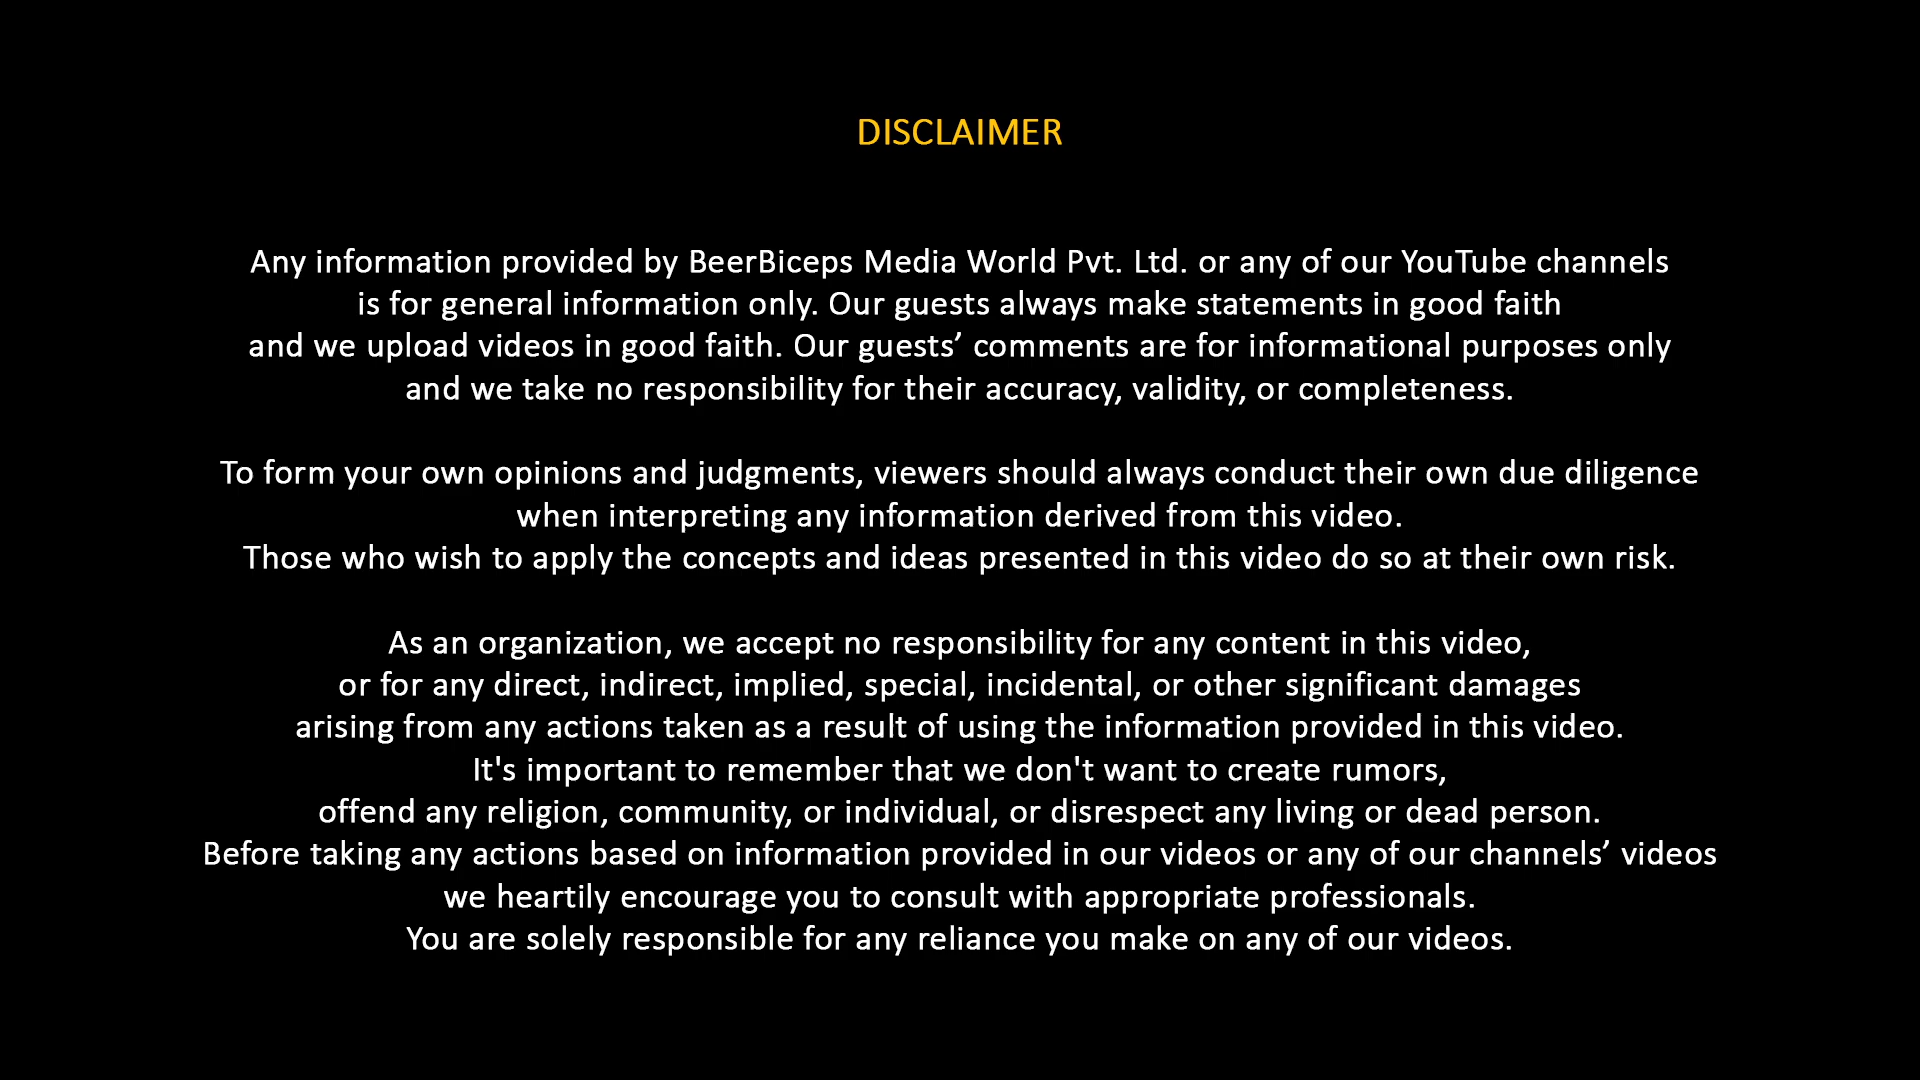 DISCLAIMER
Any information provided by BeerBiceps Media World Pvt. Ltd. or any of our YouTube channels
is for general information only. Our guests always make statements in good faith
and we upload videos in good faith. Our guests’ comments are for informational purposes only
and we take no responsibility for their accuracy, validity, or completeness.
To form your own opinions and judgments, viewers should always conduct their own due diligence
when interpreting any information derived from this video.
Those who wish to apply the concepts and ideas presented in this video do so at their own risk.
As an organization, we accept no responsibility for any content in this video,
or for any direct, indirect, implied, special, incidental, or other significant damages
arising from any actions taken as a result of using the information provided in this video.
It's important to remember that we don't want to create rumors,
offend any religion, community, or individual, or disrespect any living or dead person.
Before taking any actions based on information provided in our videos or any of our channels’ videos
we heartily encourage you to consult with appropriate professionals.
You are solely responsible for any reliance you make on any of our videos.